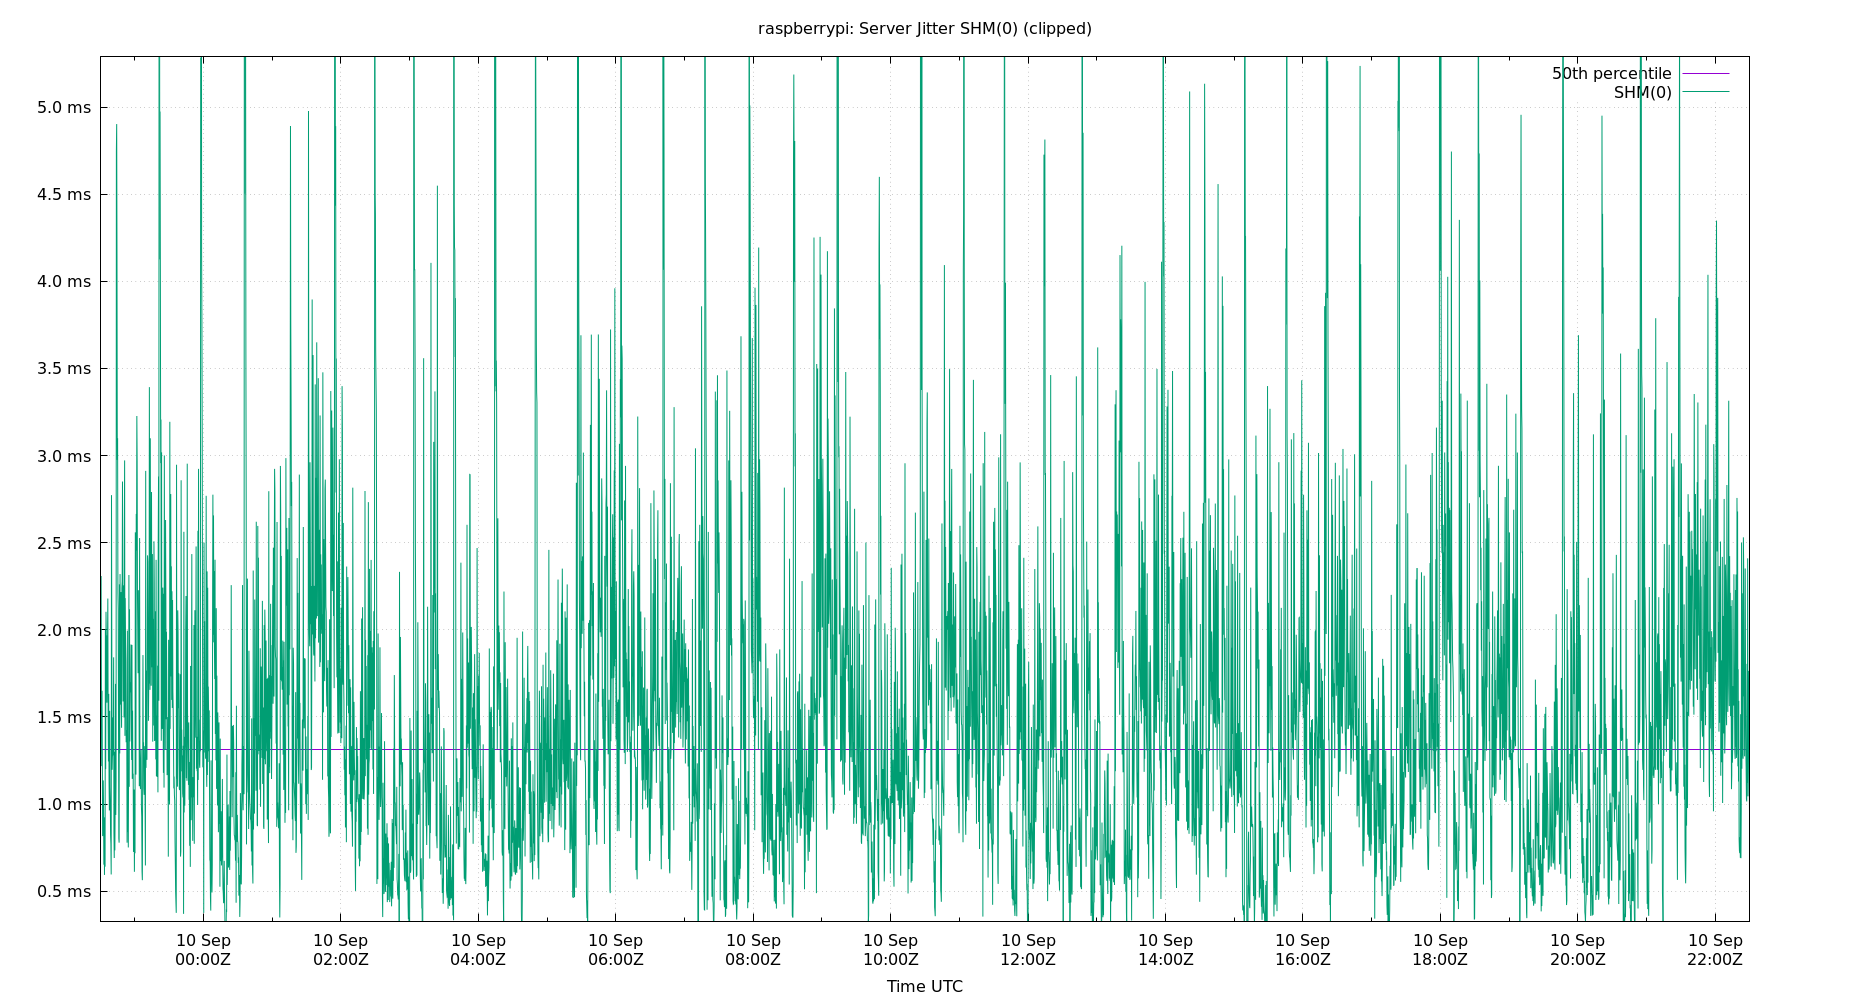 raspberrypi: Server Jitter SHM(0) (clipped)
50th percentile
SHM(0)
5.0 ms
4.5 ms
4.0 ms
3.5 ms
3.0 ms
2.5 ms
2.0 ms
1.5 ms
1.0 ms
0.5 ms
10 Sep 10 Sep 10 Sep 10 Sep 10 Sep 10 Sep 10 Sep 10 Sep 10 Sep 10 Sep 10 Sep 10 Sep
00:00Z 02:00Z 04:00Z 06:00Z 08:00Z 10:00Z 12:00Z 14:00Z 16:00Z 18:00Z 20:00Z 22:00Z
Time UTC